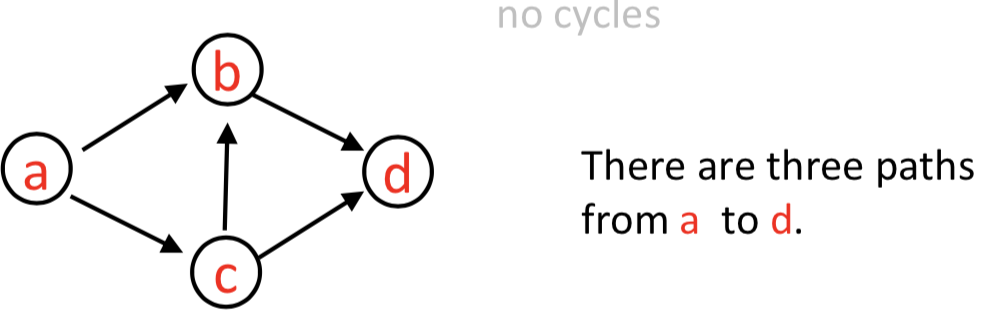 no cycles
b
a
d
c
There are three paths
from a to d.